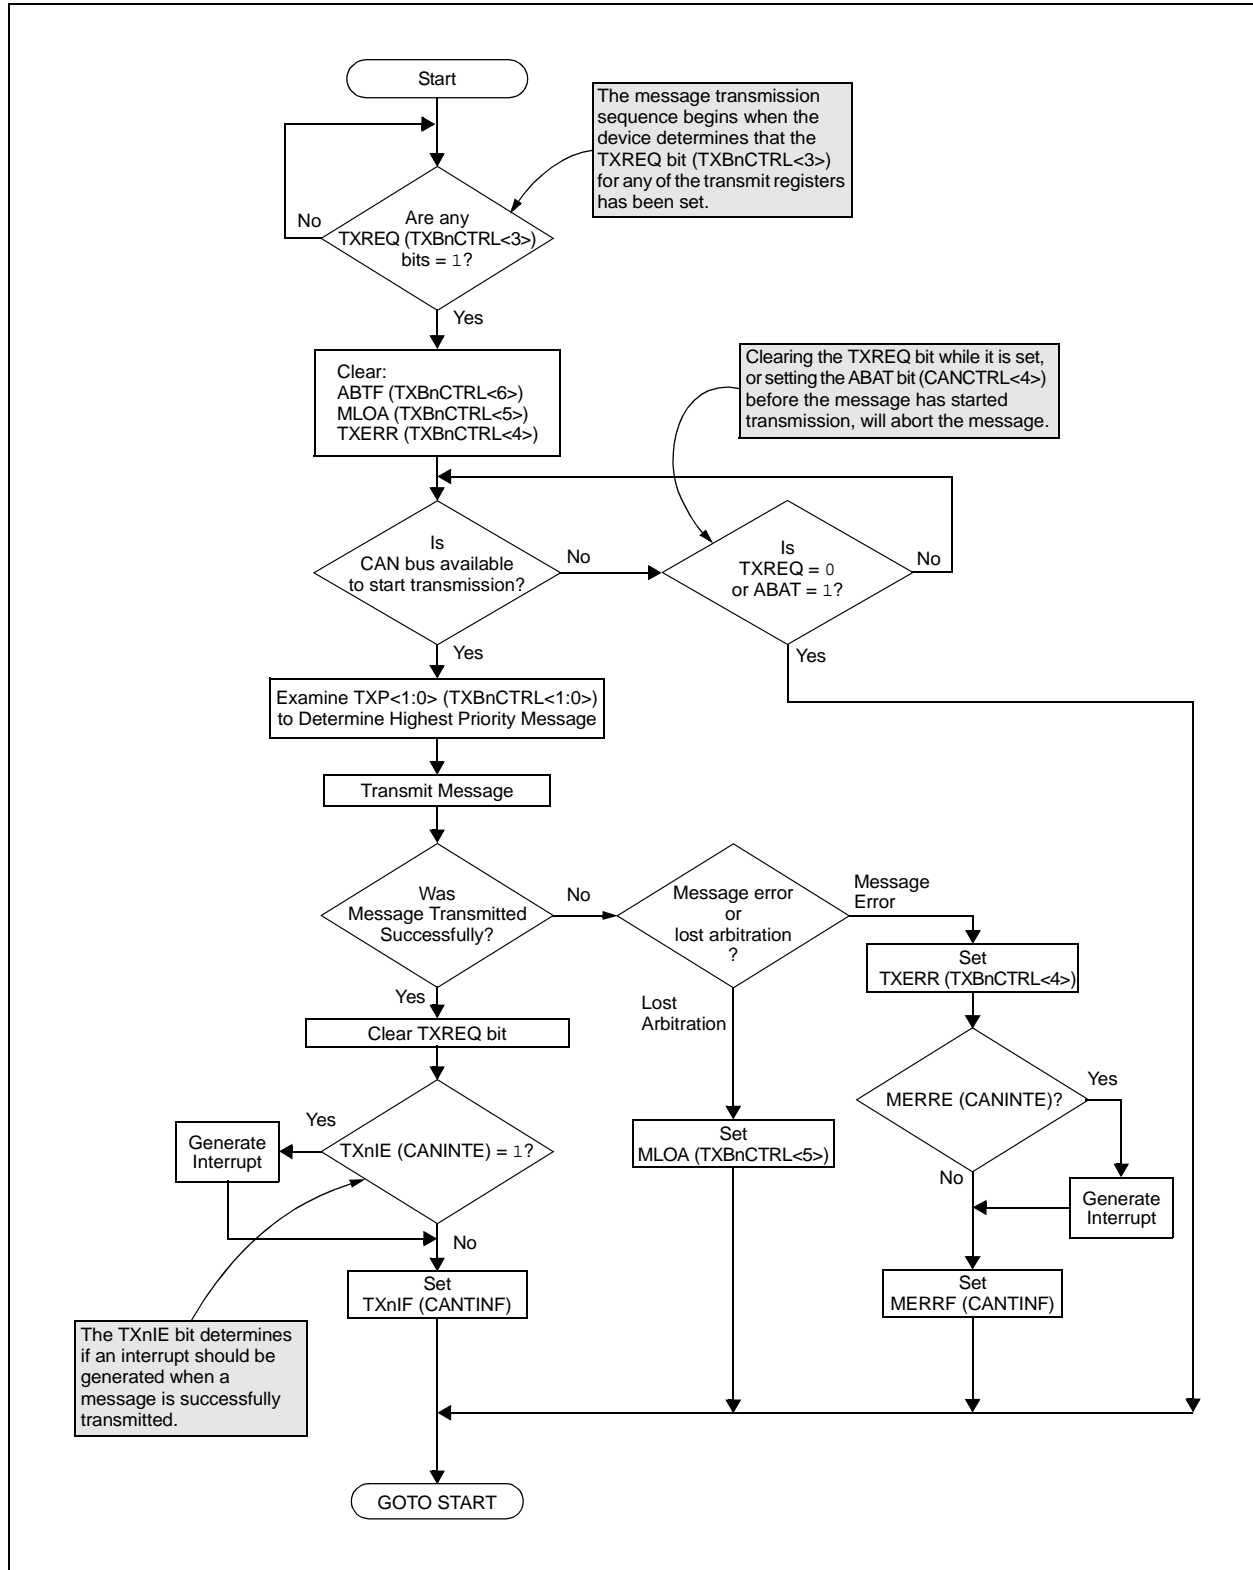 Start
The message transmission
sequence begins when the
device determines that the
TXREQ bit (TXBnCTRL<3>)
for any of the transmit registers
has been set.
No
Are any
TXREQ (TXBnCTRL<3>)
bits = 1?
Yes
Clear:
ABTF (TXBnCTRL<6>)
MLOA (TXBnCTRL<5>)
TXERR (TXBnCTRL<4>)
Clearing the TXREQ bit while it is set,
or setting the ABAT bit (CANCTRL<4>)
before the message has started
transmission, will abort the message.
Is
CAN bus available
to start transmission?
No
Is
TXREQ = 0
or ABAT = 1?
No
Yes
Yes
Examine TXP<1:0> (TXBnCTRL<1:0>)
to Determine Highest Priority Message
Transmit Message
Was
Message Transmitted
Successfully?
No
Message error
or
lost arbitration
?
Message
Error
Set
TXERR (TXBnCTRL<4>)
Yes
Lost
Arbitration
Clear TXREQ bit
MERRE (CANINTE)?
Yes
Yes
Generate
Interrupt
TXnIE (CANINTE) = 1?
Set
MLOA (TXBnCTRL<5>)
No
Generate
Interrupt
No
Set
TXnIF (CANTINF)
Set
MERRF (CANTINF)
The TXnIE bit determines
if an interrupt should be
generated when a
message is successfully
transmitted.
GOTO START